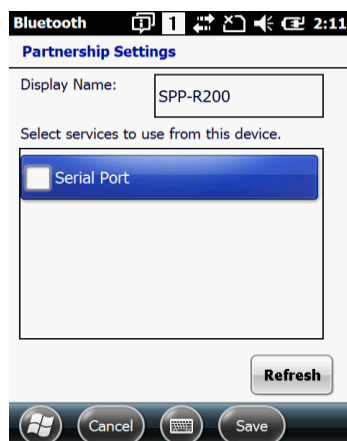 Bluetooth 1 2:11
Partnership Settings
Display Name:
SPP-R200
Select services to use from this device.
Serial Port
Refresh
Cancel Save